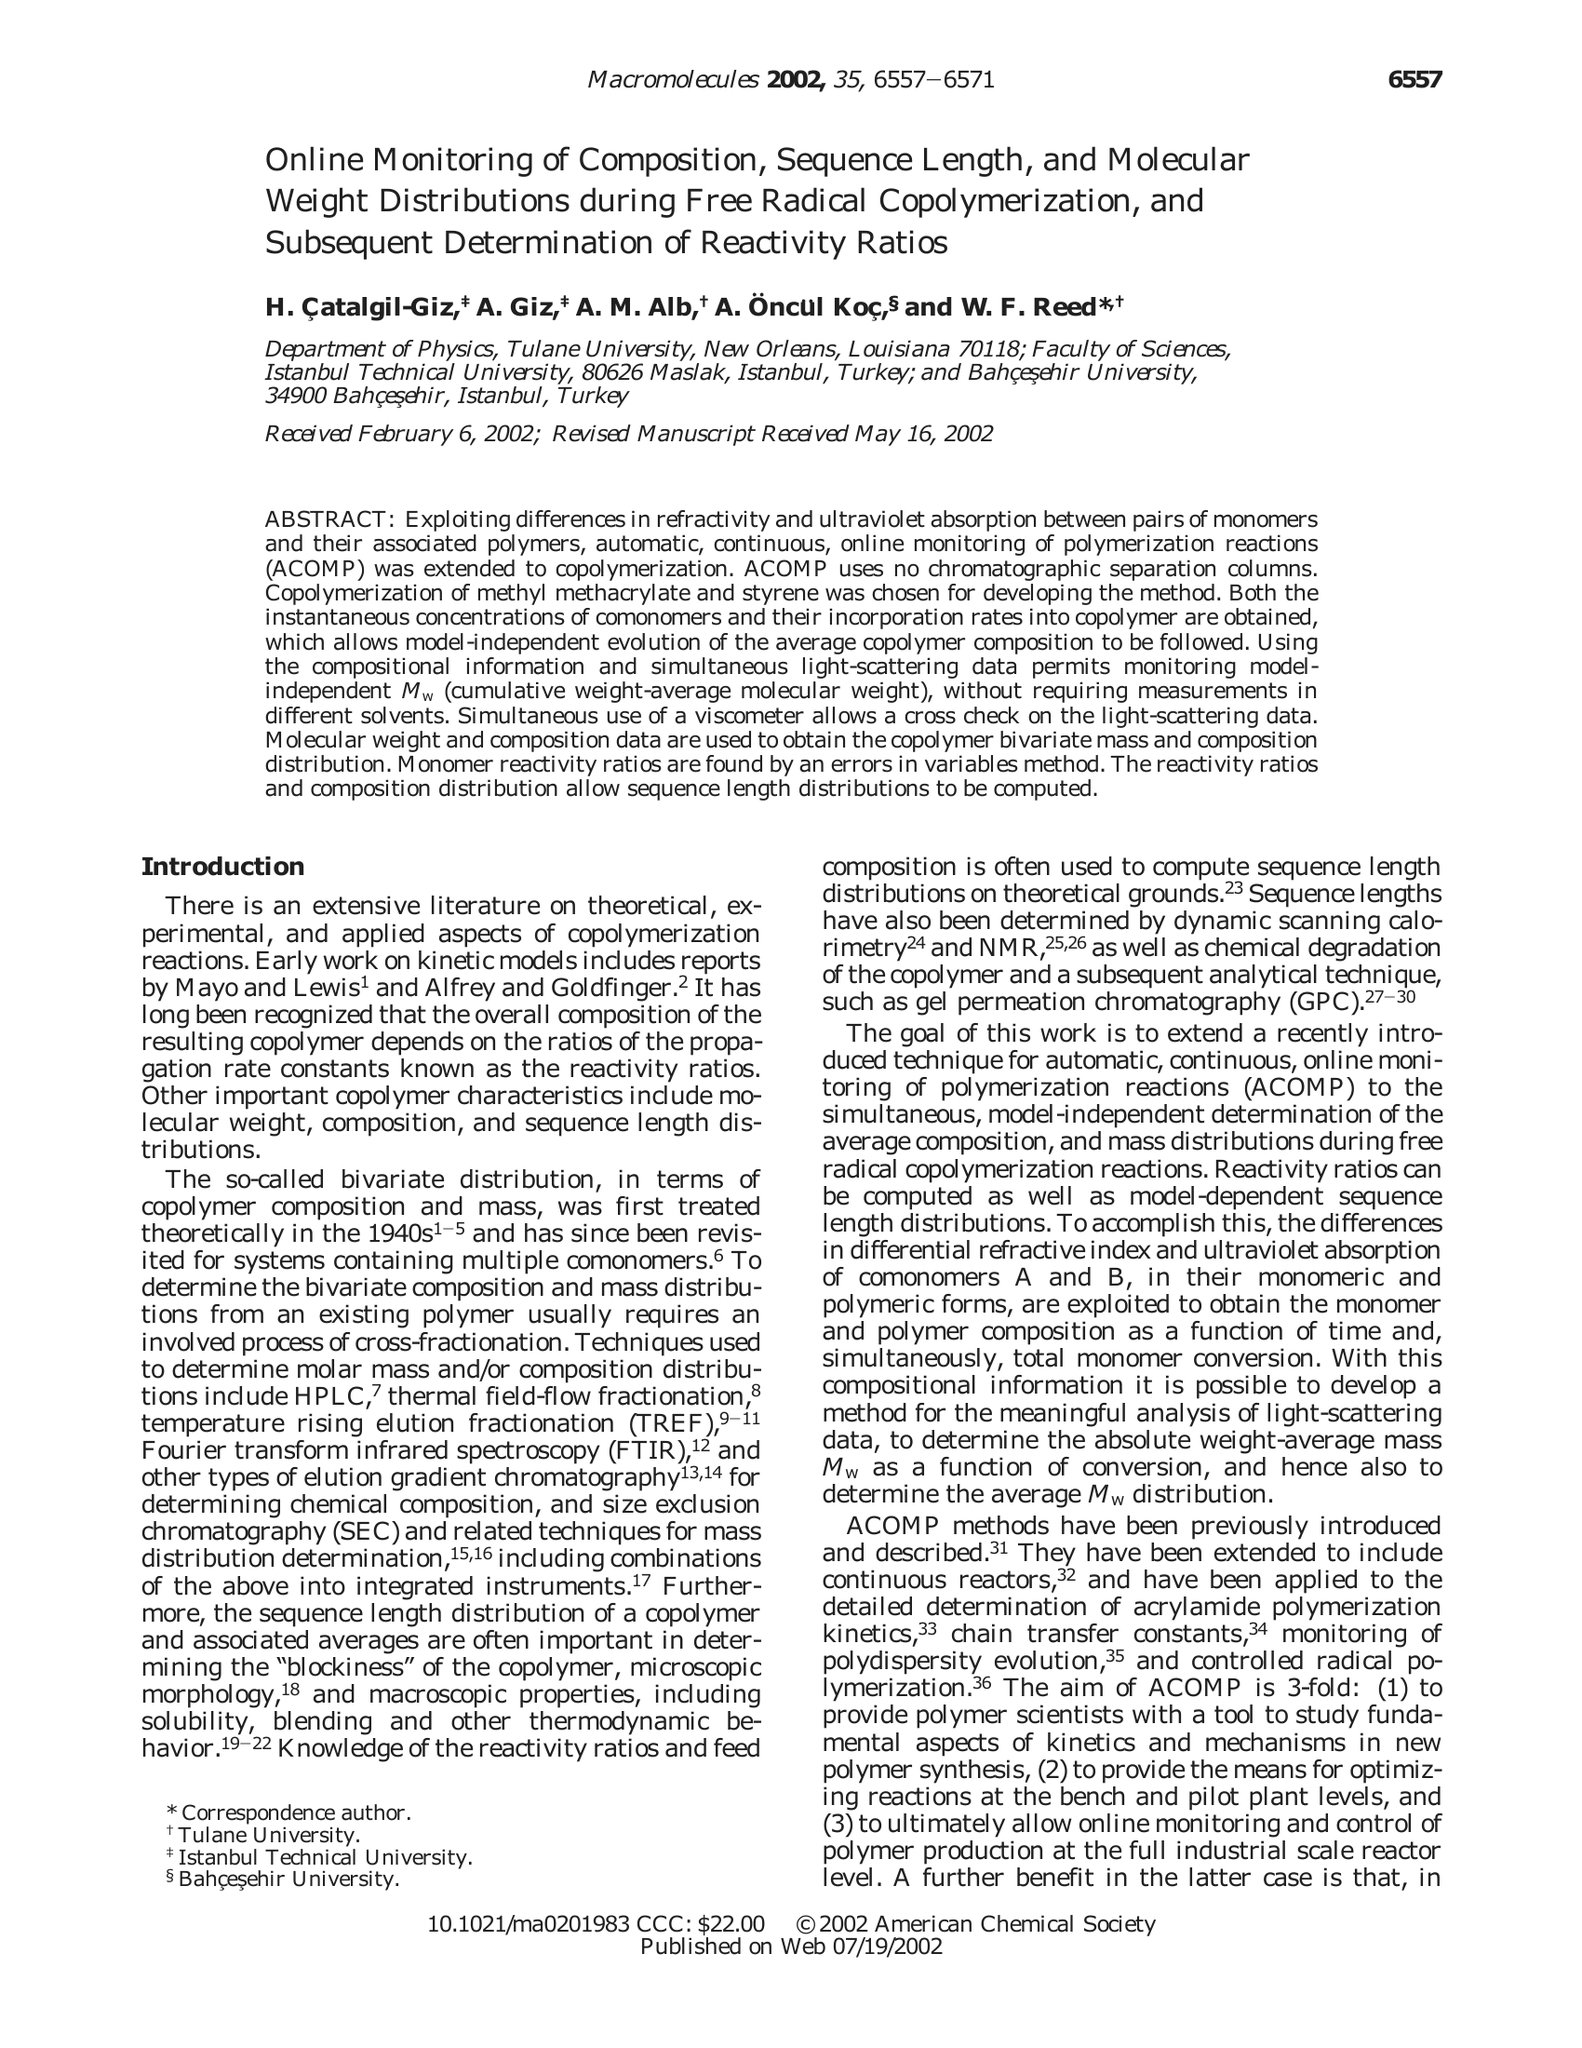 Macromolecules 2002, 35, 6557−6571
6557
Online Monitoring of Composition, Sequence Length, and Molecular
Weight Distributions during Free Radical Copolymerization, and
Subsequent Determination of Reactivity Ratios
H. Çatalgil-Giz,‡ A. Giz,‡ A. M. Alb,† A. Öncül Koç,§ and W. F. Reed*,†
Department of Physics, Tulane University, New Orleans, Louisiana 70118; Faculty of Sciences,
Istanbul Technical University, 80626 Maslak, Istanbul, Turkey; and Bahçeşehir University,
34900 Bahçeşehir, Istanbul, Turkey
Received February 6, 2002; Revised Manuscript Received May 16, 2002
ABSTRACT: Exploiting differences in refractivity and ultraviolet absorption between pairs of monomers
and their associated polymers, automatic, continuous, online monitoring of polymerization reactions
(ACOMP) was extended to copolymerization. ACOMP uses no chromatographic separation columns.
Copolymerization of methyl methacrylate and styrene was chosen for developing the method. Both the
instantaneous concentrations of comonomers and their incorporation rates into copolymer are obtained,
which allows model-independent evolution of the average copolymer composition to be followed. Using
the compositional information and simultaneous light-scattering data permits monitoring model-
independent Mw (cumulative weight-average molecular weight), without requiring measurements in
different solvents. Simultaneous use of a viscometer allows a cross check on the light-scattering data.
Molecular weight and composition data are used to obtain the copolymer bivariate mass and composition
distribution. Monomer reactivity ratios are found by an errors in variables method. The reactivity ratios
and composition distribution allow sequence length distributions to be computed.
Introduction
There is an extensive literature on theoretical, ex-
perimental, and applied aspects of copolymerization
reactions. Early work on kinetic models includes reports
by Mayo and Lewis1 and Alfrey and Goldfinger.2 It has
long been recognized that the overall composition of the
resulting copolymer depends on the ratios of the propa-
gation rate constants known as the reactivity ratios.
Other important copolymer characteristics include mo-
lecular weight, composition, and sequence length dis-
tributions.
The so-called bivariate distribution, in terms of
copolymer composition and mass, was first treated
theoretically in the 1940s1−5 and has since been revis-
ited for systems containing multiple comonomers.6 To
determine the bivariate composition and mass distribu-
tions from an existing polymer usually requires an
involved process of cross-fractionation. Techniques used
to determine molar mass and/or composition distribu-
tions include HPLC,7 thermal field-flow fractionation,8
temperature rising elution fractionation (TREF),9−11
Fourier transform infrared spectroscopy (FTIR),12 and
other types of elution gradient chromatography13,14 for
determining chemical composition, and size exclusion
chromatography (SEC) and related techniques for mass
distribution determination,15,16 including combinations
of the above into integrated instruments.17 Further-
more, the sequence length distribution of a copolymer
and associated averages are often important in deter-
mining the “blockiness” of the copolymer, microscopic
morphology,18 and macroscopic properties, including
solubility, blending and other thermodynamic be-
havior.19−22 Knowledge of the reactivity ratios and feed
* Correspondence author.
† Tulane University.
‡ Istanbul Technical University.
§ Bahçeşehir University.
composition is often used to compute sequence length
distributions on theoretical grounds.23 Sequence lengths
have also been determined by dynamic scanning calo-
rimetry24 and NMR,25,26 as well as chemical degradation
of the copolymer and a subsequent analytical technique,
such as gel permeation chromatography (GPC).27−30
The goal of this work is to extend a recently intro-
duced technique for automatic, continuous, online moni-
toring of polymerization reactions (ACOMP) to the
simultaneous, model-independent determination of the
average composition, and mass distributions during free
radical copolymerization reactions. Reactivity ratios can
be computed as well as model-dependent sequence
length distributions. To accomplish this, the differences
in differential refractive index and ultraviolet absorption
of comonomers A and B, in their monomeric and
polymeric forms, are exploited to obtain the monomer
and polymer composition as a function of time and,
simultaneously, total monomer conversion. With this
compositional information it is possible to develop a
method for the meaningful analysis of light-scattering
data, to determine the absolute weight-average mass
Mw as a function of conversion, and hence also to
determine the average Mw distribution.
ACOMP methods have been previously introduced
and described.31 They have been extended to include
continuous reactors,32 and have been applied to the
detailed determination of acrylamide polymerization
kinetics,33 chain transfer constants,34 monitoring of
polydispersity evolution,35 and controlled radical po-
lymerization.36 The aim of ACOMP is 3-fold: (1) to
provide polymer scientists with a tool to study funda-
mental aspects of kinetics and mechanisms in new
polymer synthesis, (2) to provide the means for optimiz-
ing reactions at the bench and pilot plant levels, and
(3) to ultimately allow online monitoring and control of
polymer production at the full industrial scale reactor
level. A further benefit in the latter case is that, in
10.1021/ma0201983 CCC: $22.00 © 2002 American Chemical Society
Published on Web 07/19/2002